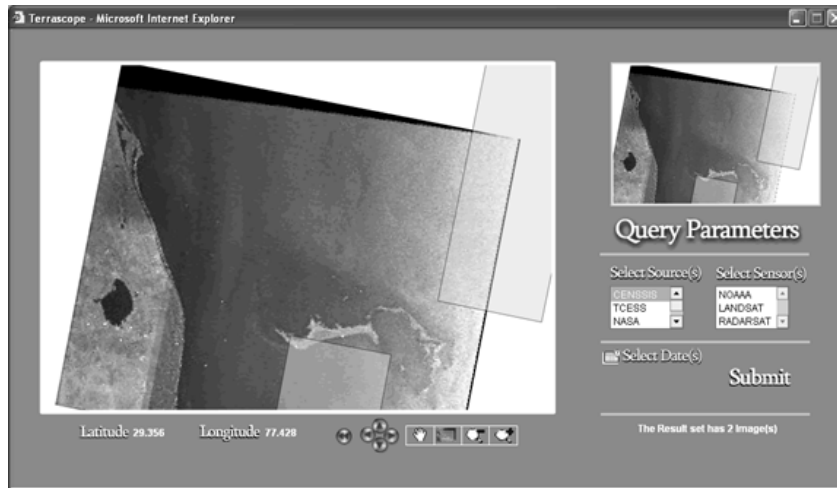 Terrascope - Microsoft Internet Explorer
Query Parameters
Select Source(s) Select Sensor(s)
CENSSIS NOAAA
TCESS LANDSAT
NASA RADARSAT
Select Date(s)
Submit
Latitude 29.356 Longitude 77.428
The Result set has 2 Image(s)